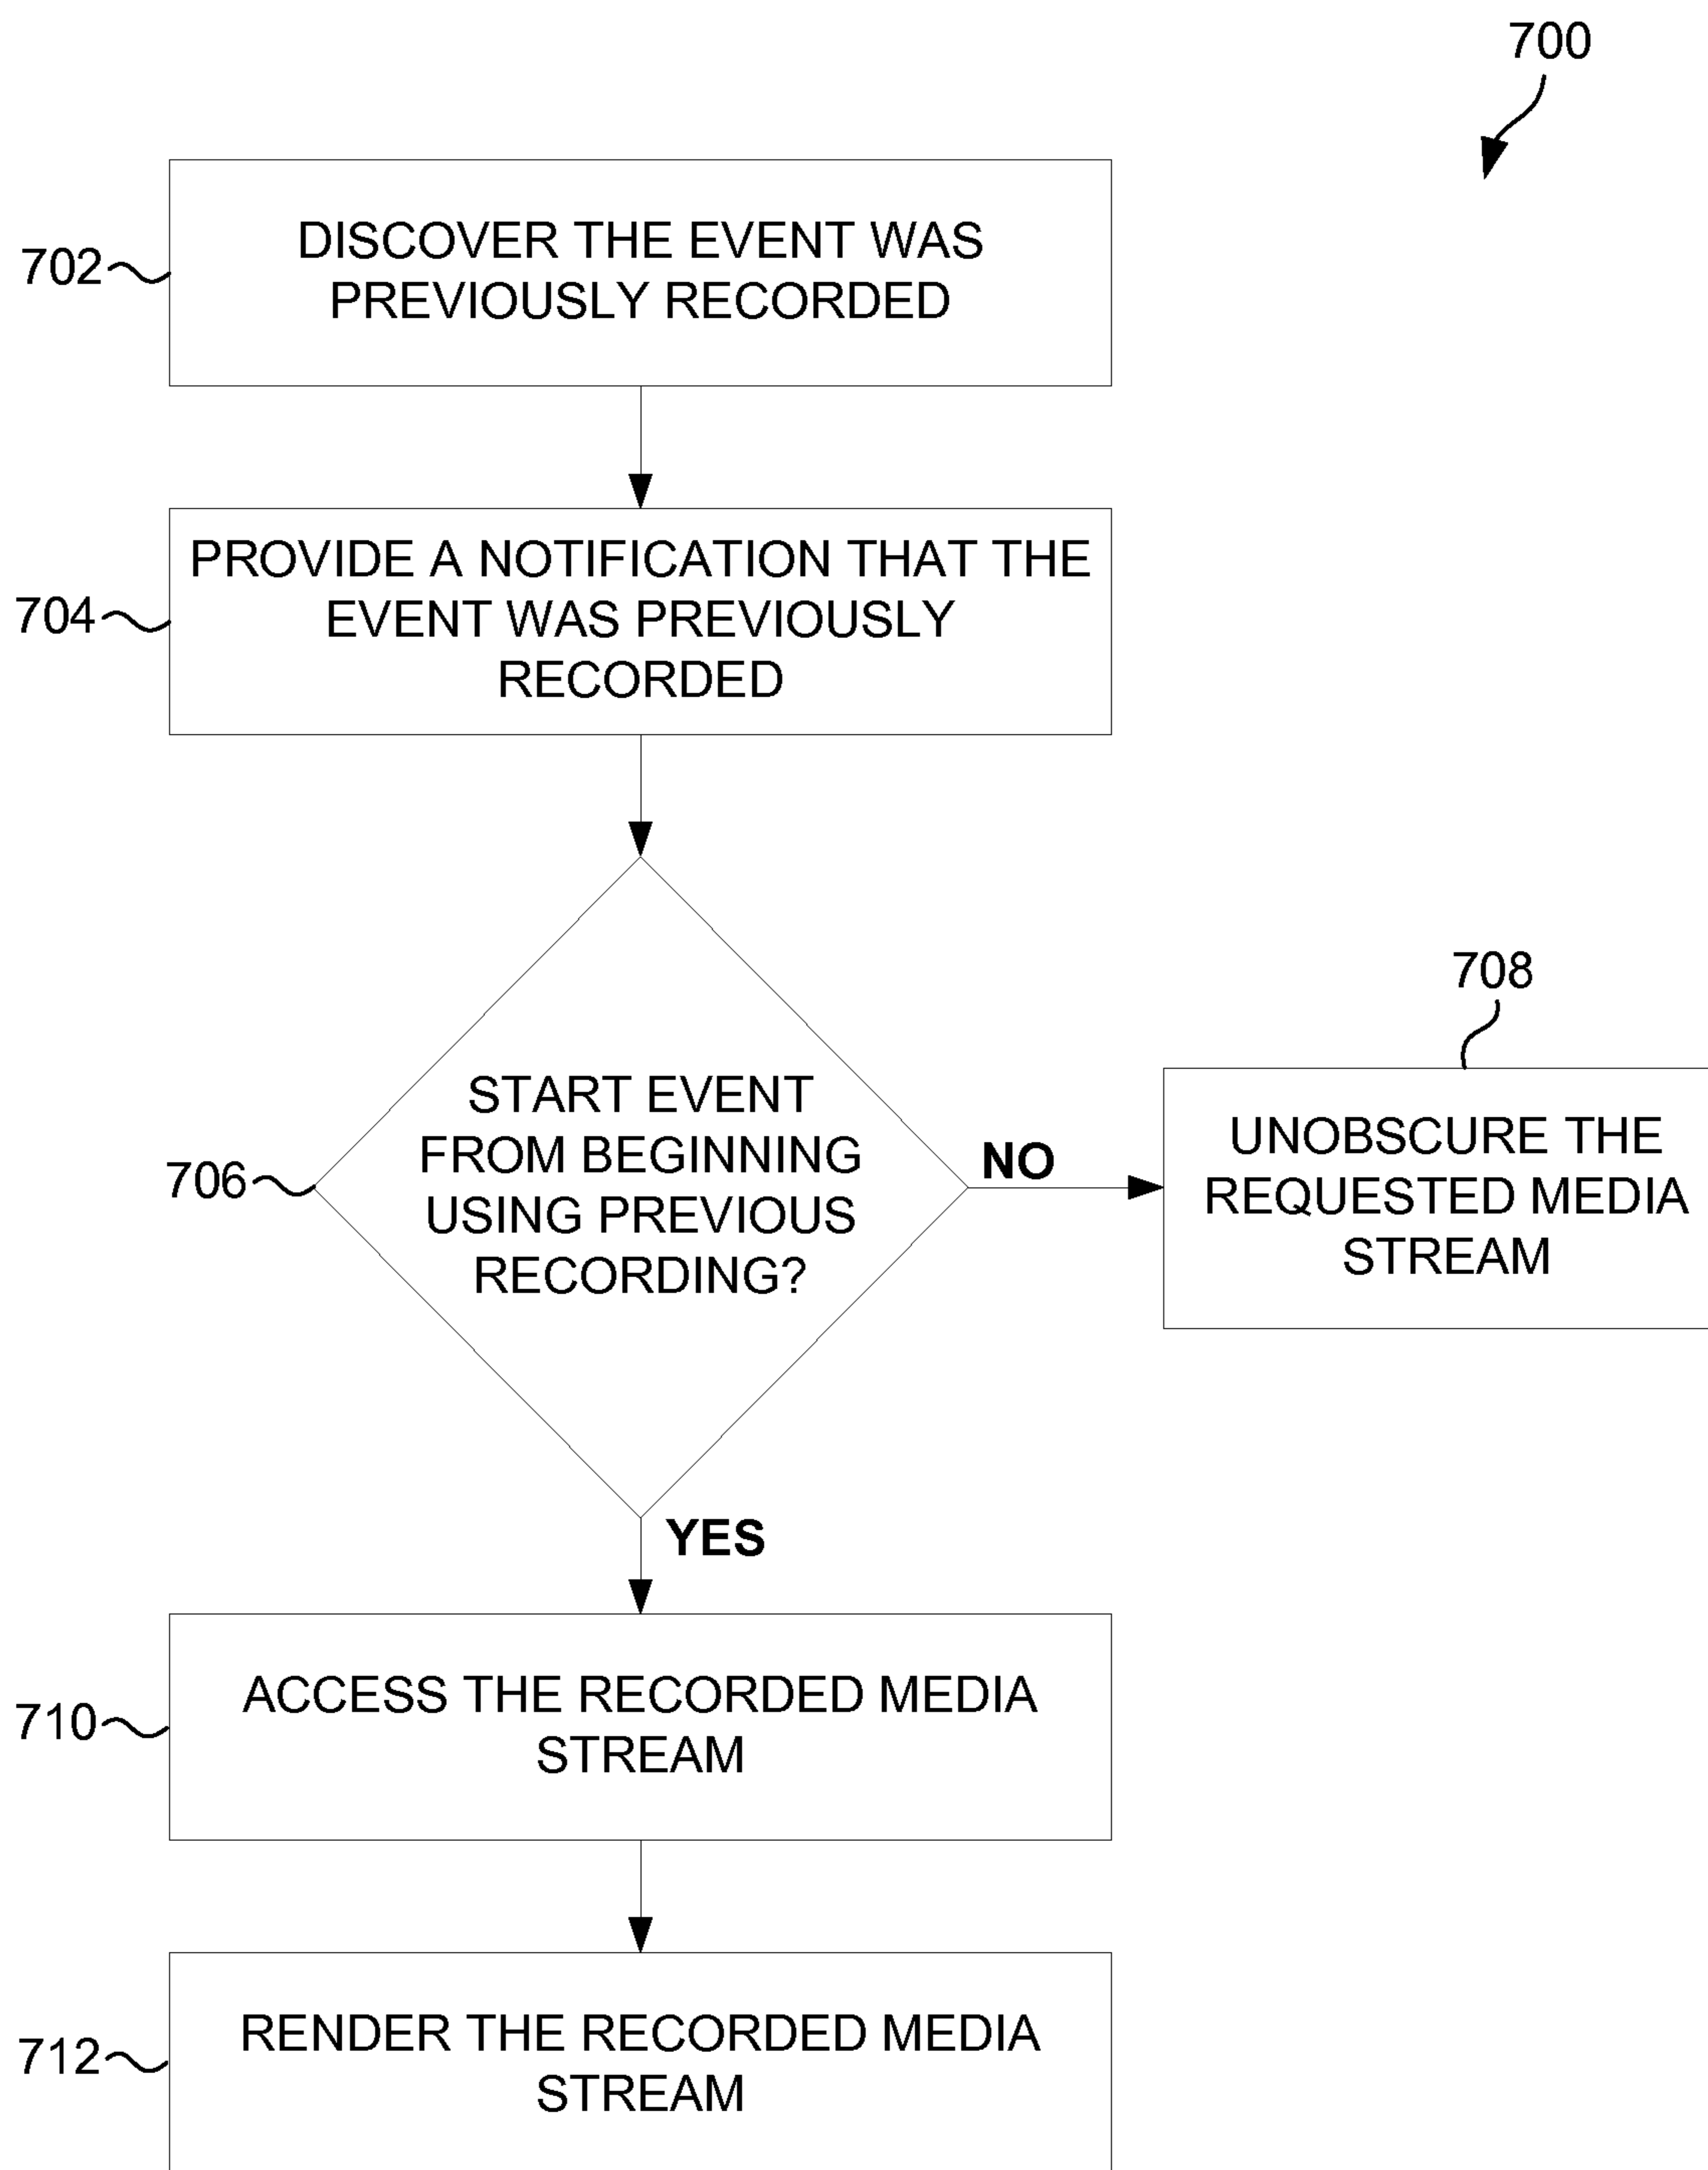 700
702
DISCOVER THE EVENT WAS
PREVIOUSLY RECORDED
704
PROVIDE A NOTIFICATION THAT THE
EVENT WAS PREVIOUSLY
RECORDED
706
START EVENT
FROM BEGINNING
USING PREVIOUS
RECORDING?
NO
708
UNOBSCURE THE
REQUESTED MEDIA
STREAM
YES
710
ACCESS THE RECORDED MEDIA
STREAM
712
RENDER THE RECORDED MEDIA
STREAM